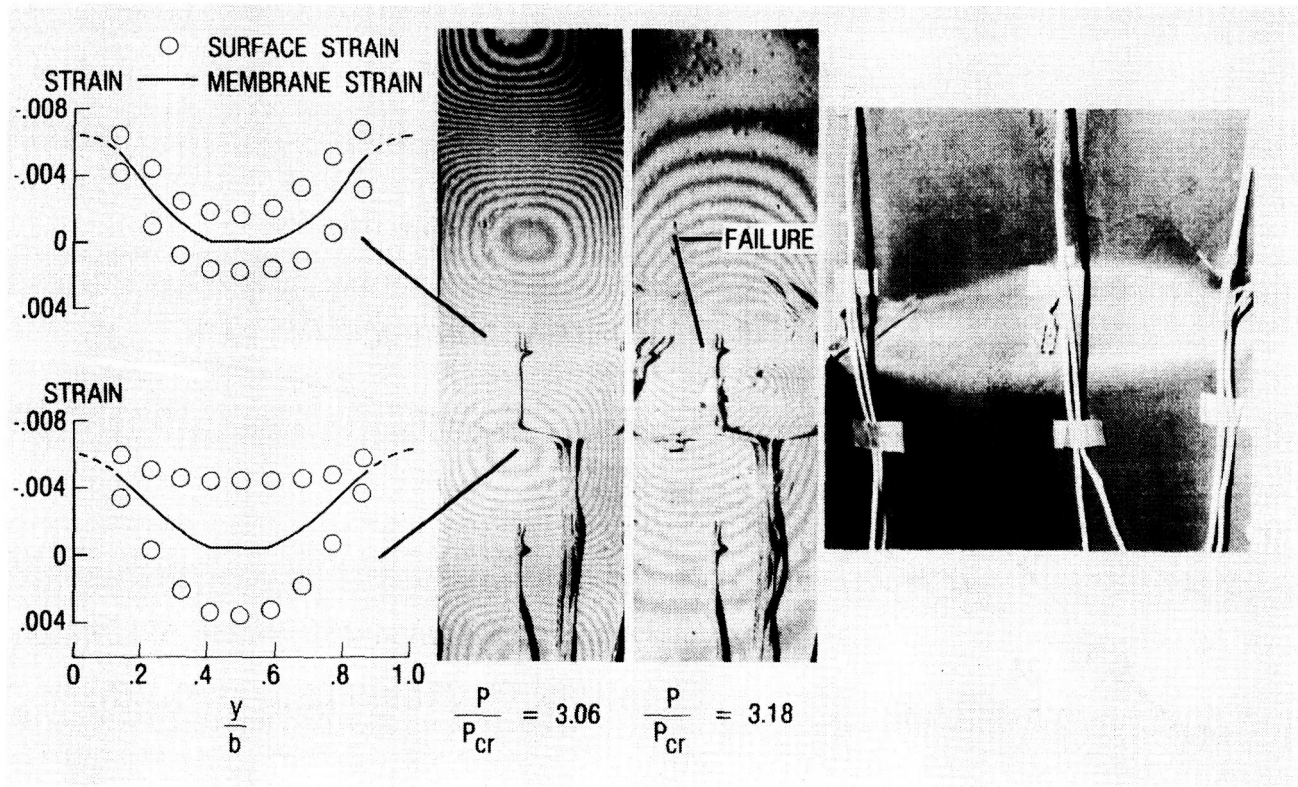 SURFACE STRAIN
STRAIN
MEMBRANE STRAIN
-.008
-.004
0
.004
STRAIN
-.008
-.004
0
.004
0 .2 .4 .6 .8 1.0
y
b
FAILURE
P
Pcr
= 3.06
P
Pcr
= 3.18